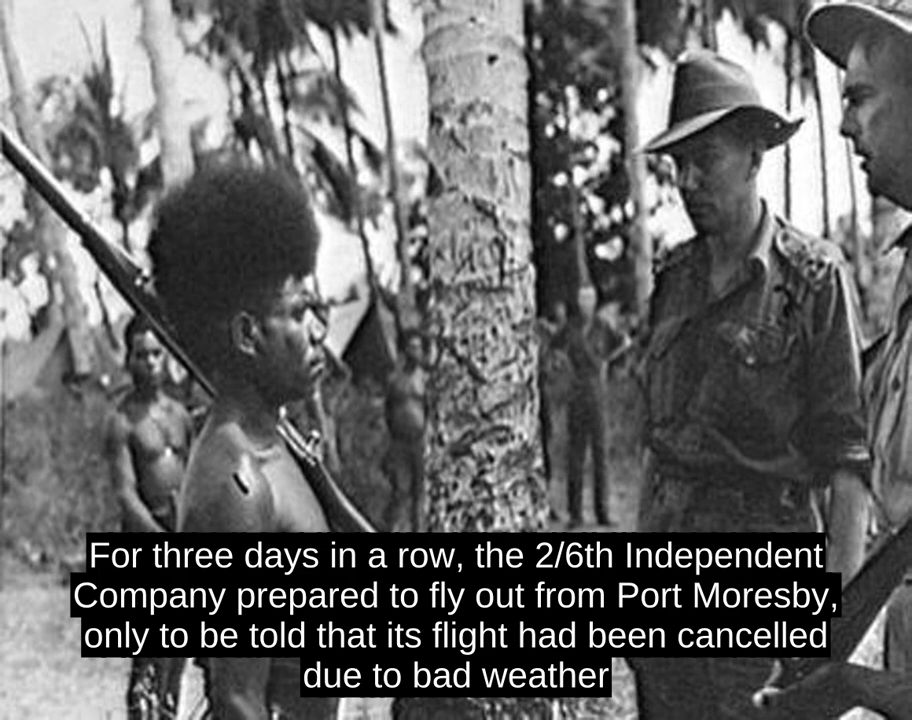 For three days in a row, the 2/6th Independent
Company prepared to fly out from Port Moresby,
only to be told that its flight had been cancelled
due to bad weather